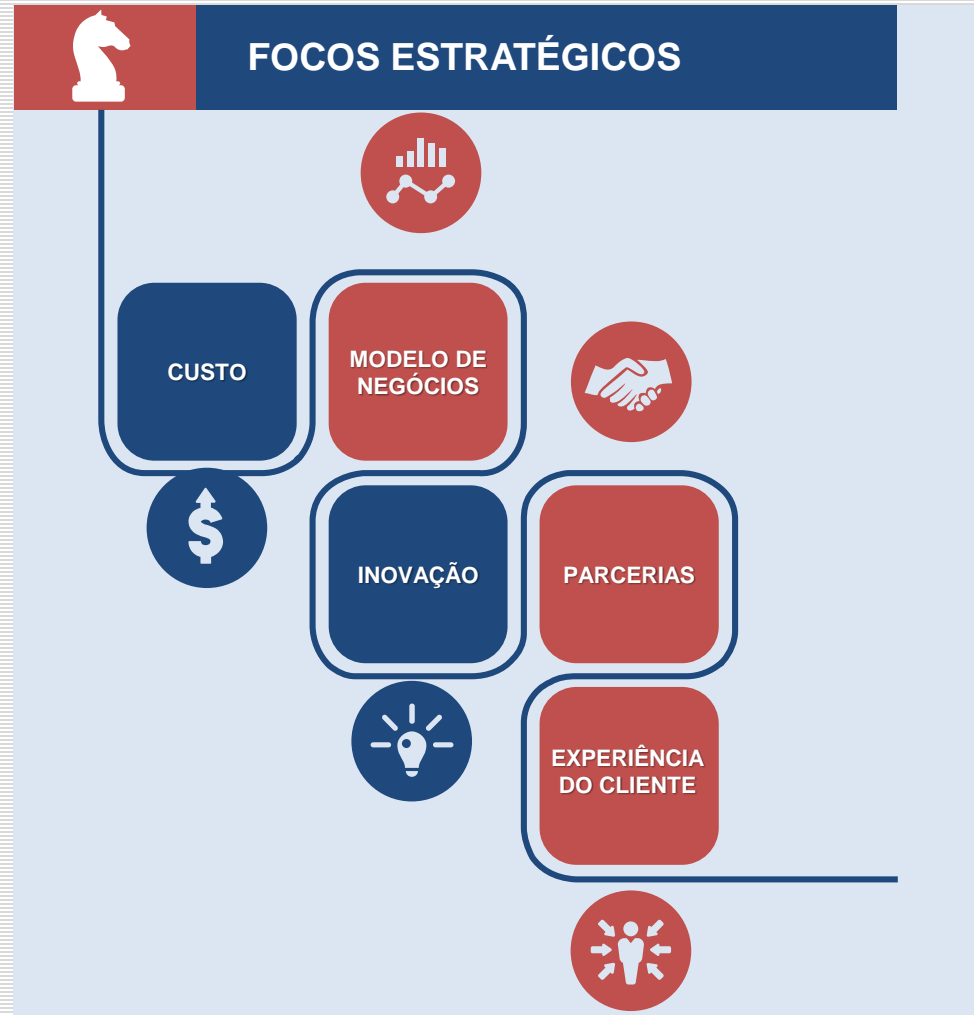 FOCOS ESTRATÉGICOS
CUSTO
MODELO DE
NEGÓCIOS
INOVAÇÃO
PARCERIAS
EXPERIÊNCIA
DO CLIENTE